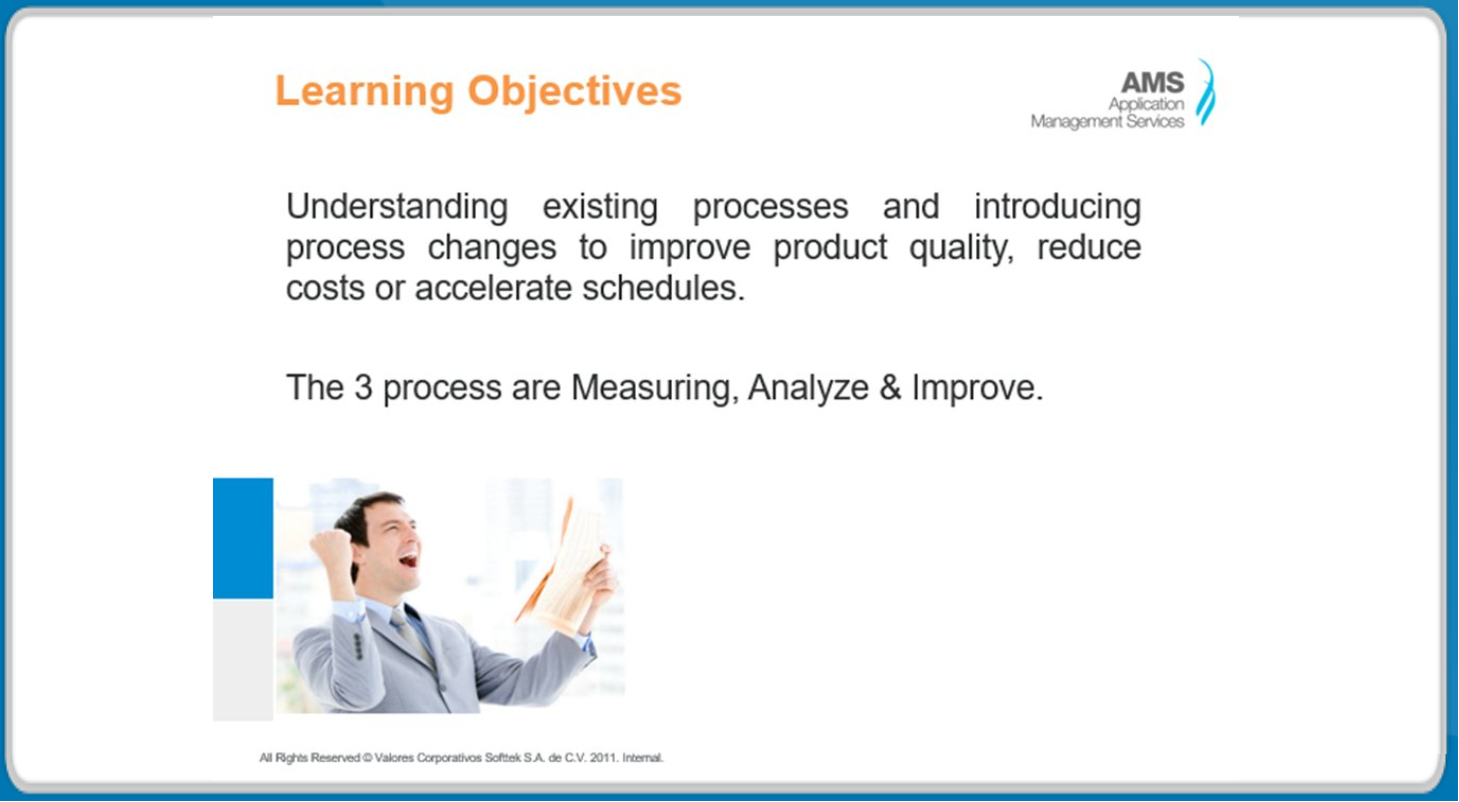 Learning Objectives
AMS
Application
Management Services
Understanding existing processes and introducing
process changes to improve product quality, reduce
costs or accelerate schedules.
The 3 process are Measuring, Analyze & Improve.
All Rights Reserved © Valores Corporativos Softtek S.A. de C.V. 2011. Internal.